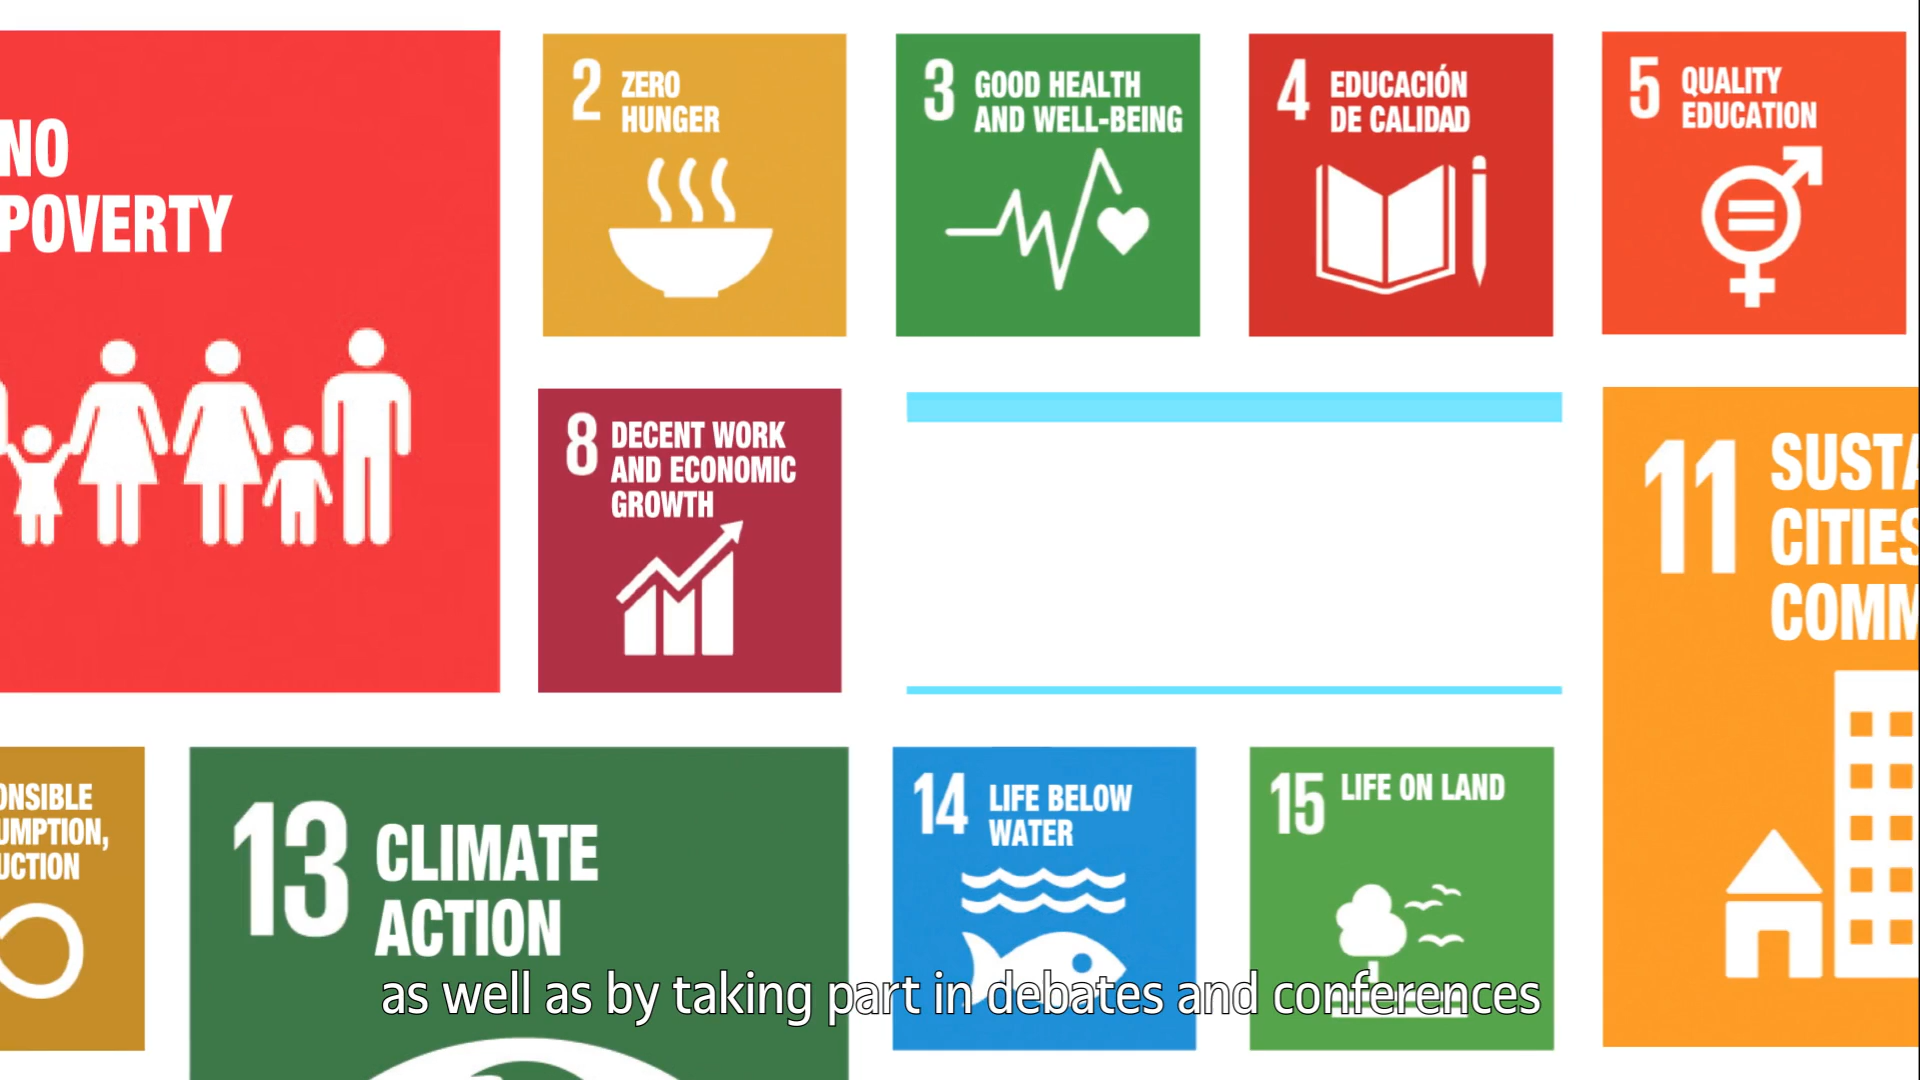 NO
POVERTY
2 ZERO
HUNGER
3 GOOD HEALTH
AND WELL-BEING
4 EDUCACIÓN
DE CALIDAD
5 QUALITY
EDUCATION
8 DECENT WORK
AND ECONOMIC
GROWTH
11 SUSTA
CITIES
COMM
ONSIBLE
UMPTION,
UCTION
13 CLIMATE
ACTION
14 LIFE BELOW
WATER
15 LIFE ON LAND
as well as by taking part in debates and conferences